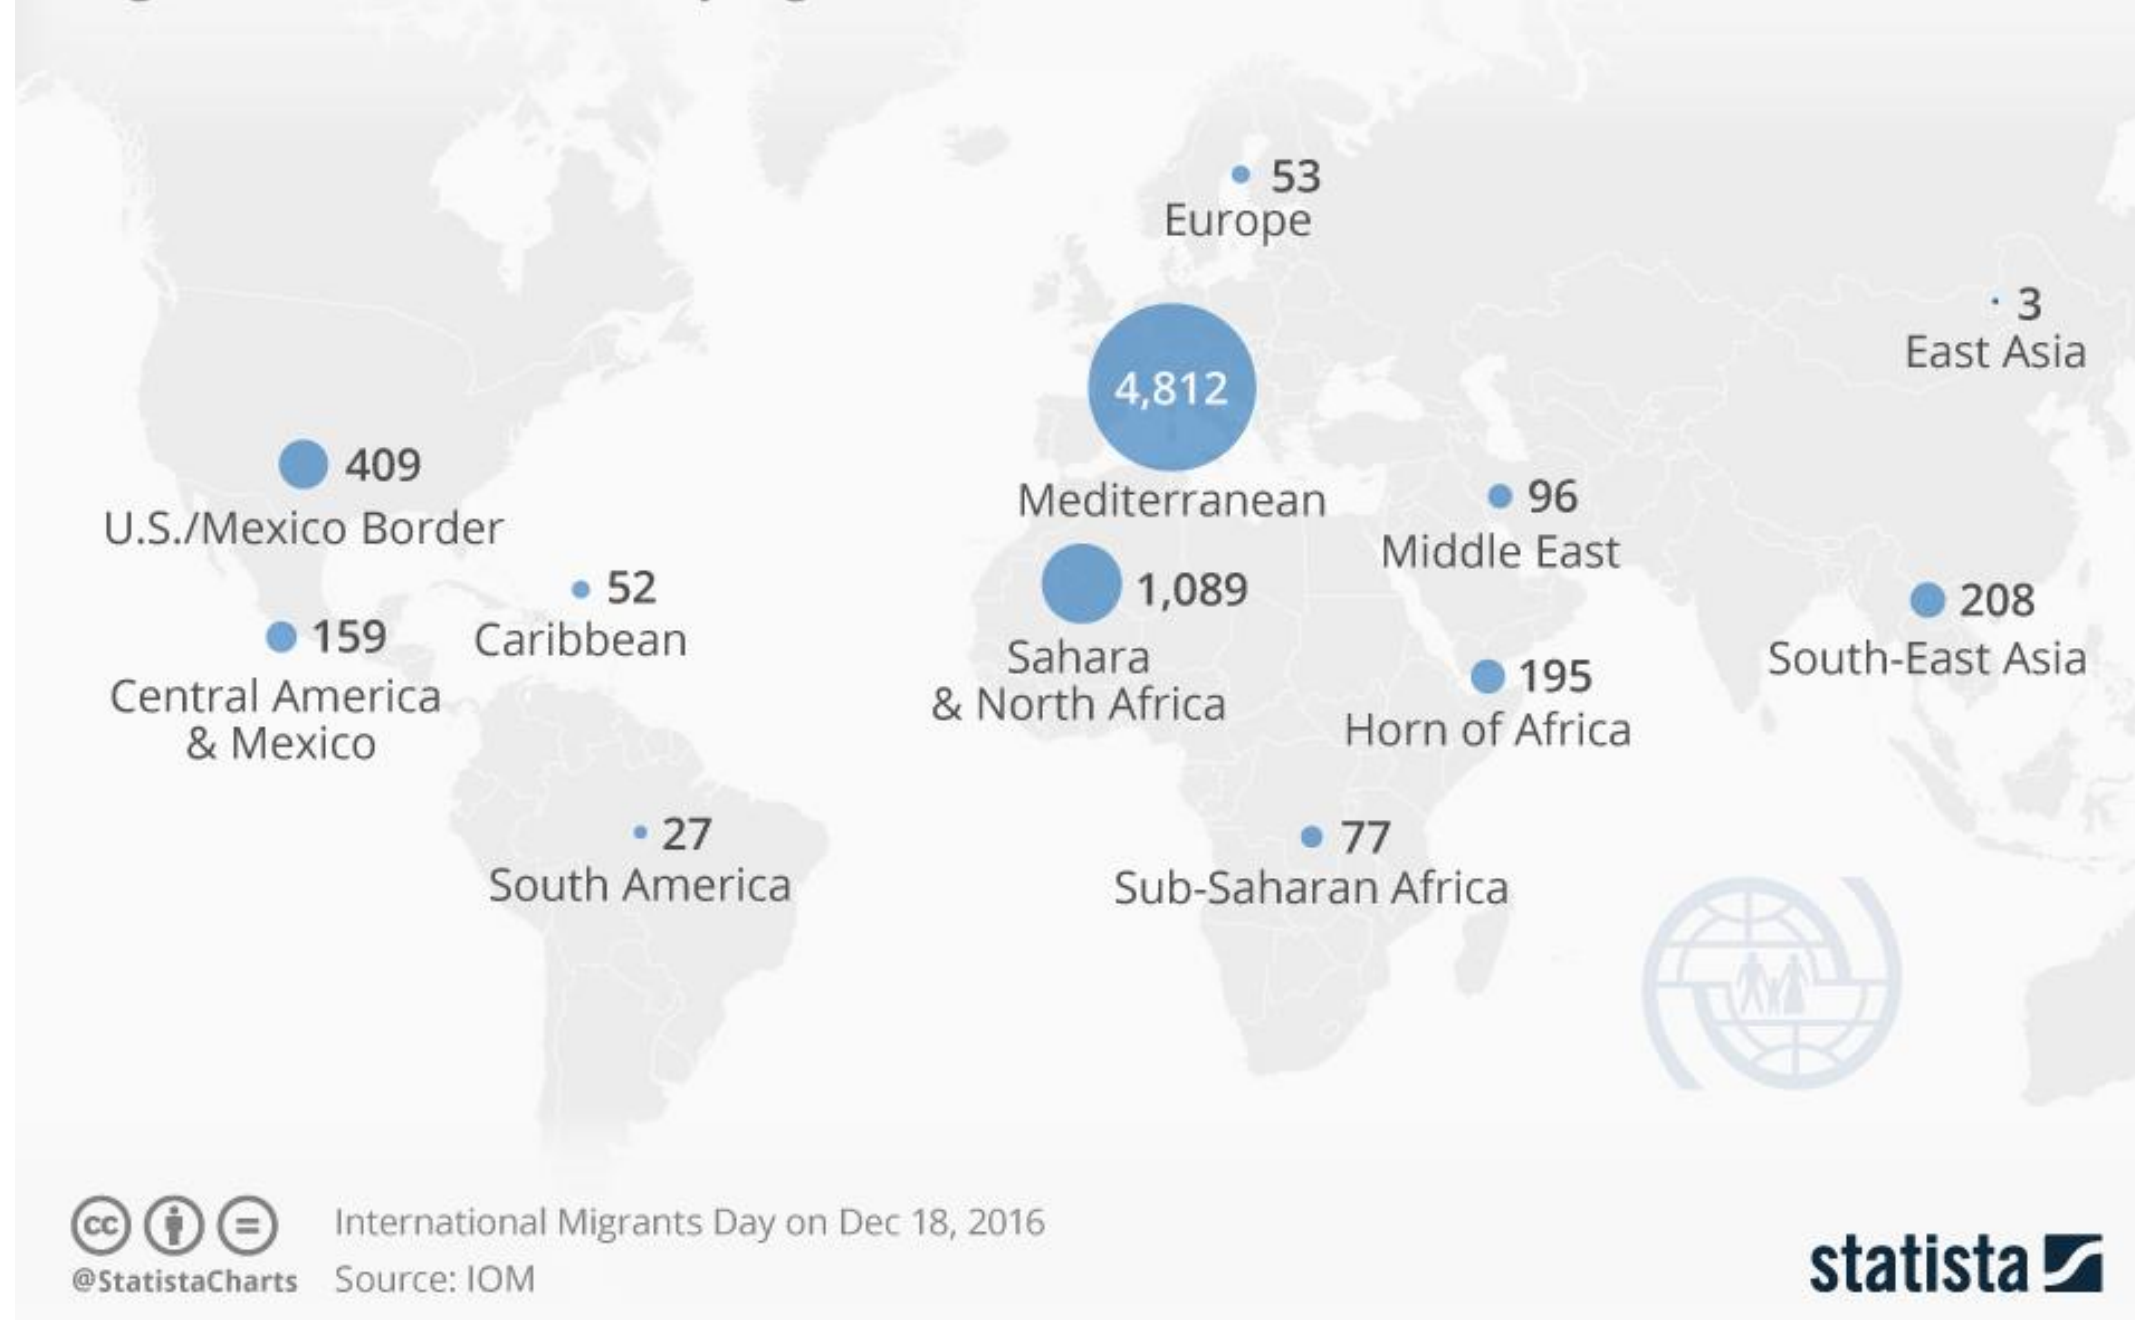 53
Europe
3
East Asia
4,812
Mediterranean
409
U.S./Mexico Border
96
Middle East
52
Caribbean
1,089
Sahara
& North Africa
208
South-East Asia
159
Central America
& Mexico
195
Horn of Africa
27
South America
77
Sub-Saharan Africa
cc
International Migrants Day on Dec 18, 2016
@StatistaCharts
Source: IOM
statista